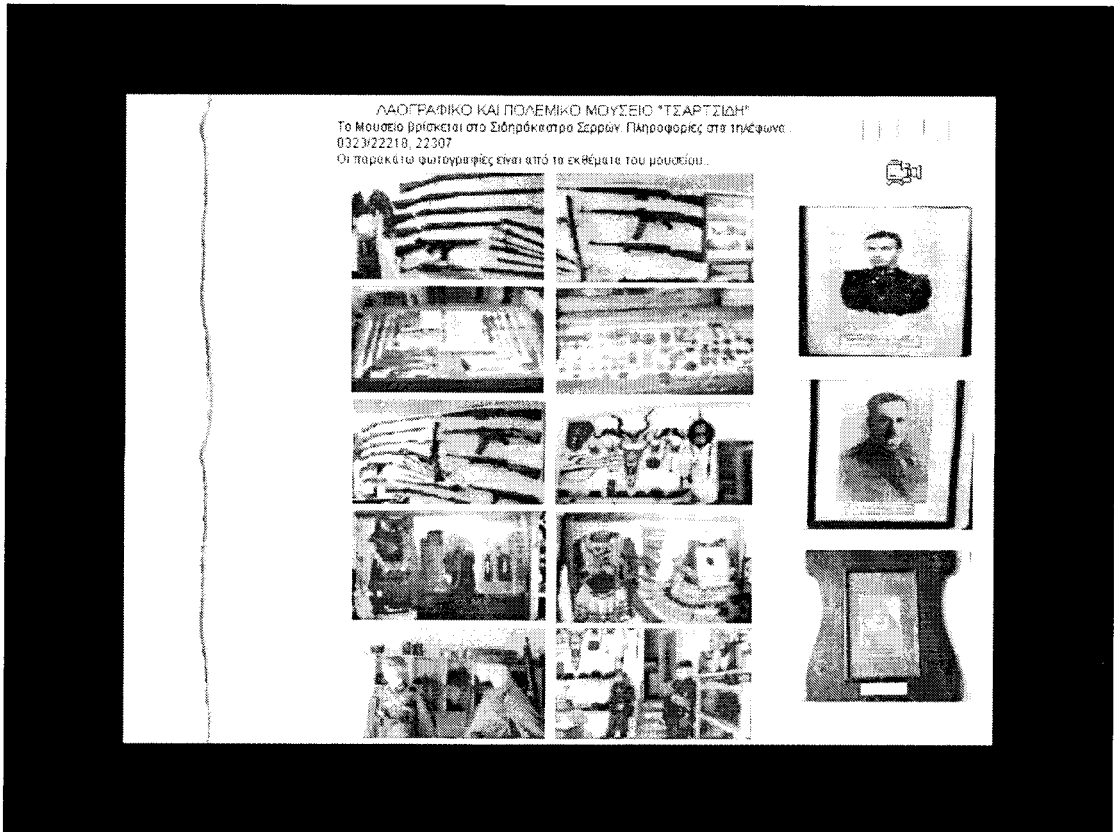 ΛΑΟΓΡΑΦΙΚΟ ΚΑΙ ΠΟΛΕΜΙΚΟ ΜΟΥΣΕΙΟ "ΤΣΑΡΤΣΙΔΗ"
Το Μουσείο βρίσκεται στο Σιδηρόκαστρο Σερρών. Πληροφορίες στα τηλέφωνα :
0323/22218, 22307
Οι παρακάτω φωτογραφίες είναι από τα εκθέματα του μουσείου..